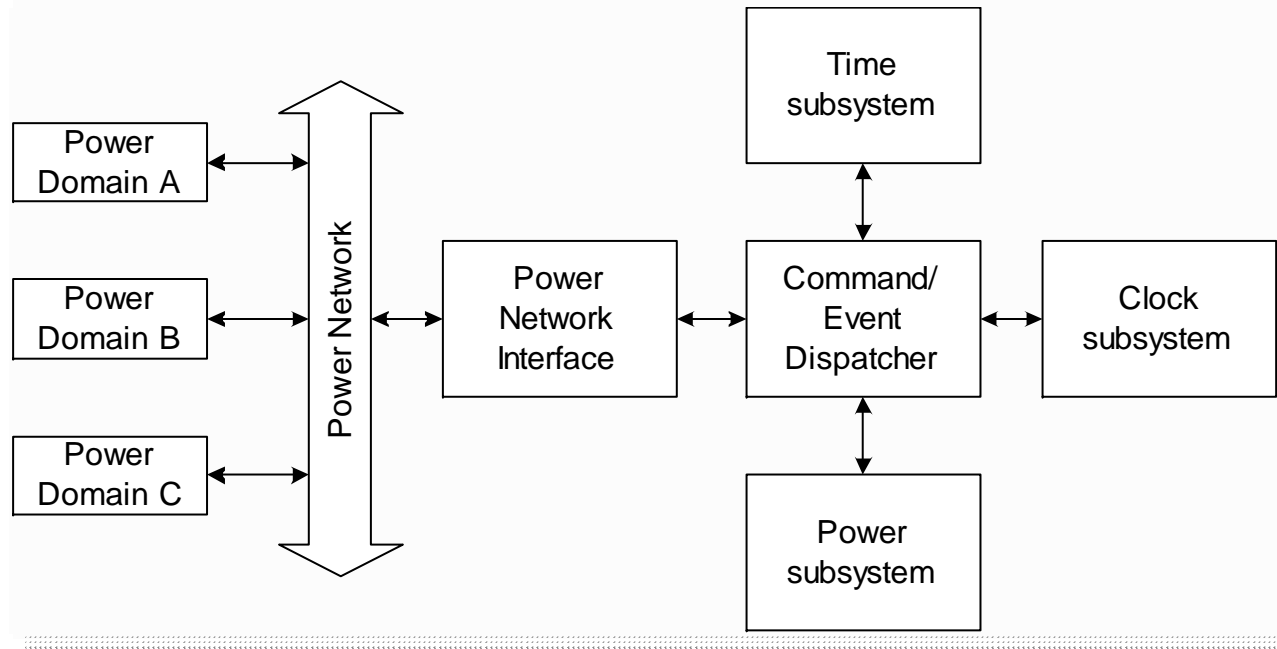 Time
subsystem
Power
Domain A
Power
Domain B
Power
Domain C
Power Network
Power
Network
Interface
Command/
Event
Dispatcher
Clock
subsystem
Power
subsystem